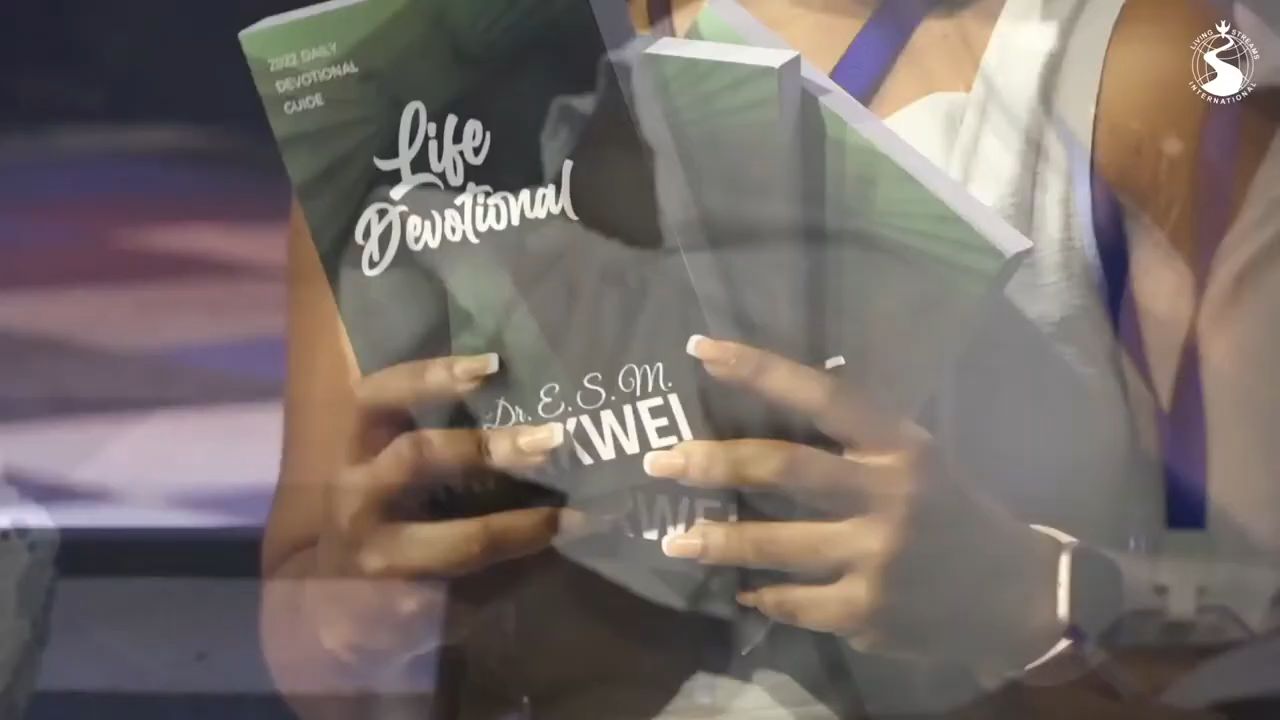 2022 DAILY
DEVOTIONAL
GUIDE
Life
Devotional
Dr. E. S. M.
KWEI
KWEI
LIVING STREAMS
INTERNATIONAL